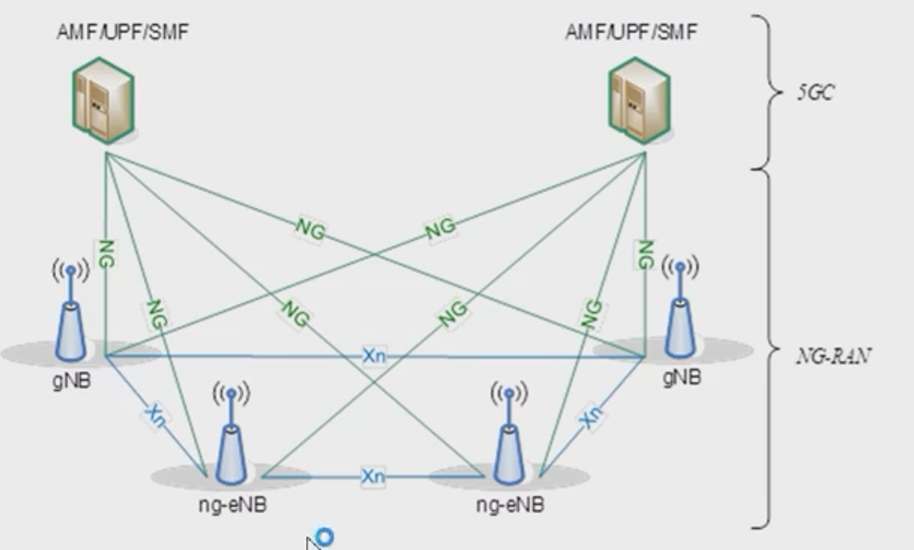 AMF/UPF/SMF
AMF/UPF/SMF
5GC
NG
NG
NG
NG
NG
NG
NG
NG
Xn
NG-RAN
gNB
gNB
Xn
Xn
Xn
ng-eNB
ng-eNB